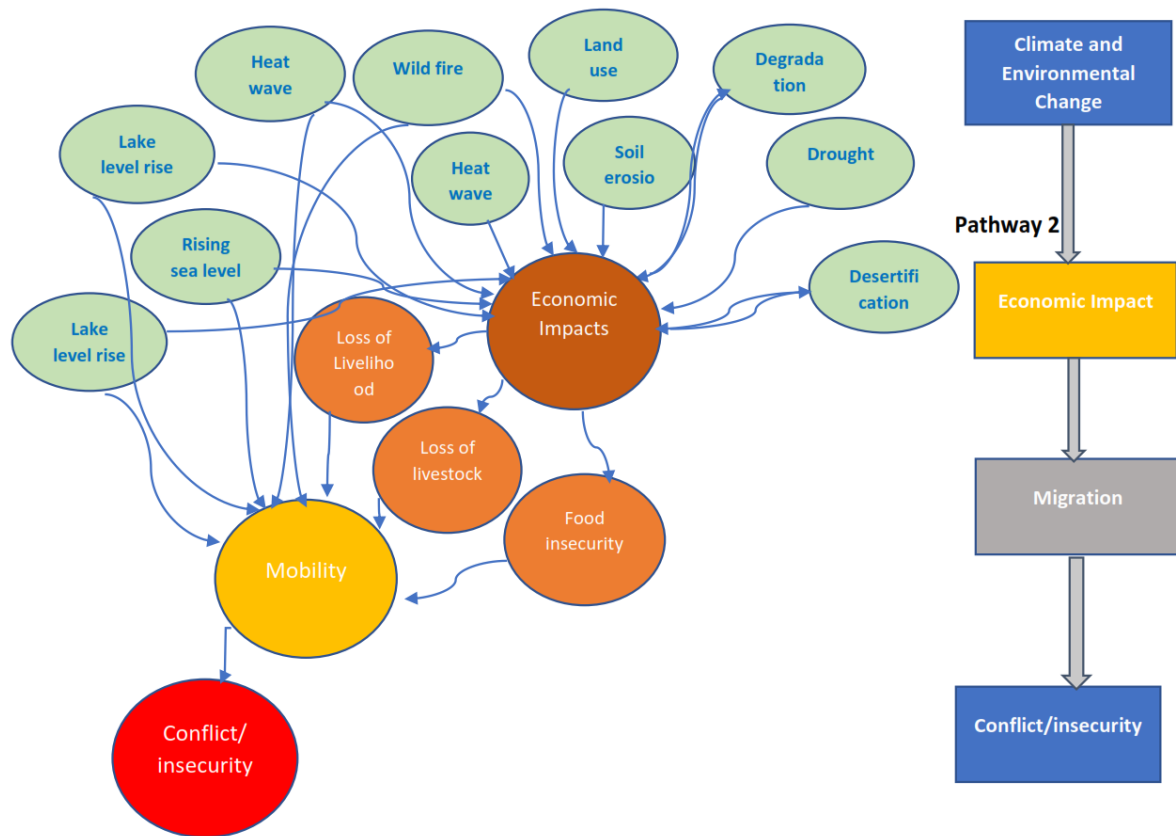 Heat
wave
Wild fire
Land
use
Degrada
tion
Lake
level rise
Heat
wave
Soil
erosio
Drought
Rising
sea level
Desertifi
cation
Lake
level rise
Economic
Impacts
Loss of
Liveliho
od
Loss of
livestock
Food
insecurity
Mobility
Conflict/
insecurity
Climate and
Environmental
Change
Pathway 2
Economic Impact
Migration
Conflict/insecurity